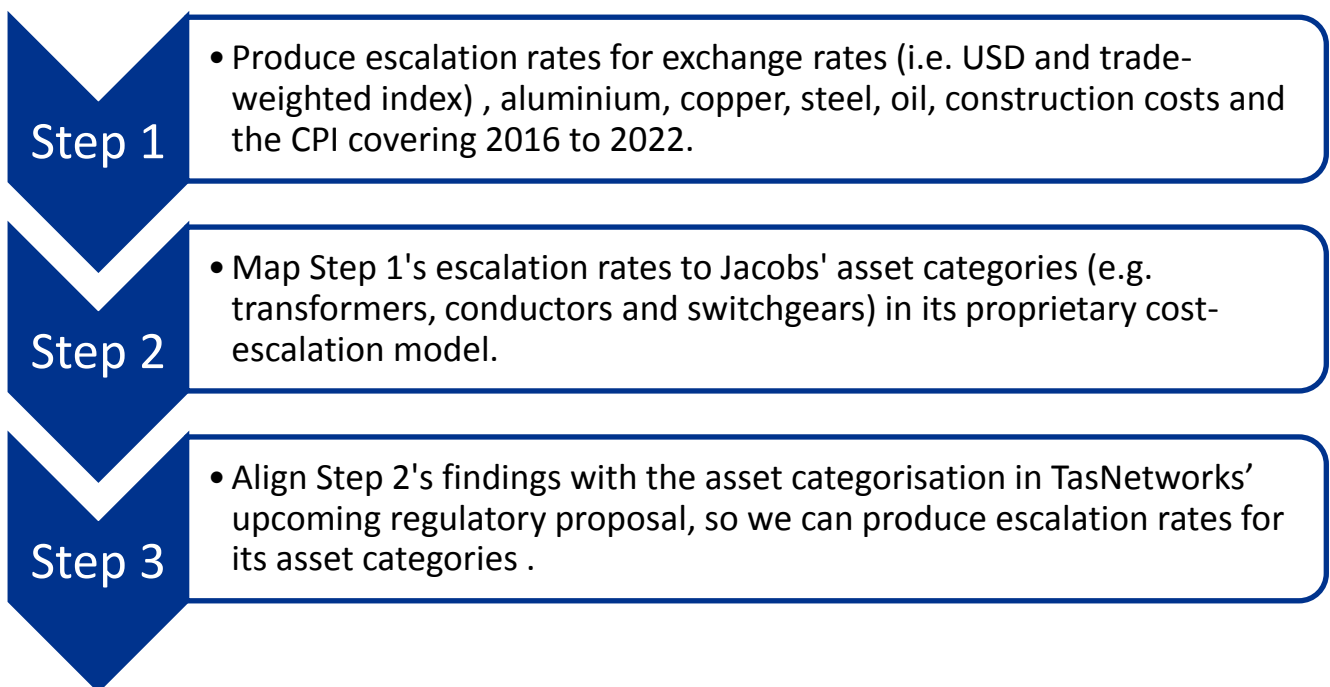 Step 1
• Produce escalation rates for exchange rates (i.e. USD and trade-
weighted index) , aluminium, copper, steel, oil, construction costs and
the CPI covering 2016 to 2022.
Step 2
• Map Step 1's escalation rates to Jacobs' asset categories (e.g.
transformers, conductors and switchgears) in its proprietary cost-
escalation model.
Step 3
• Align Step 2's findings with the asset categorisation in TasNetworks’
upcoming regulatory proposal, so we can produce escalation rates for
its asset categories .